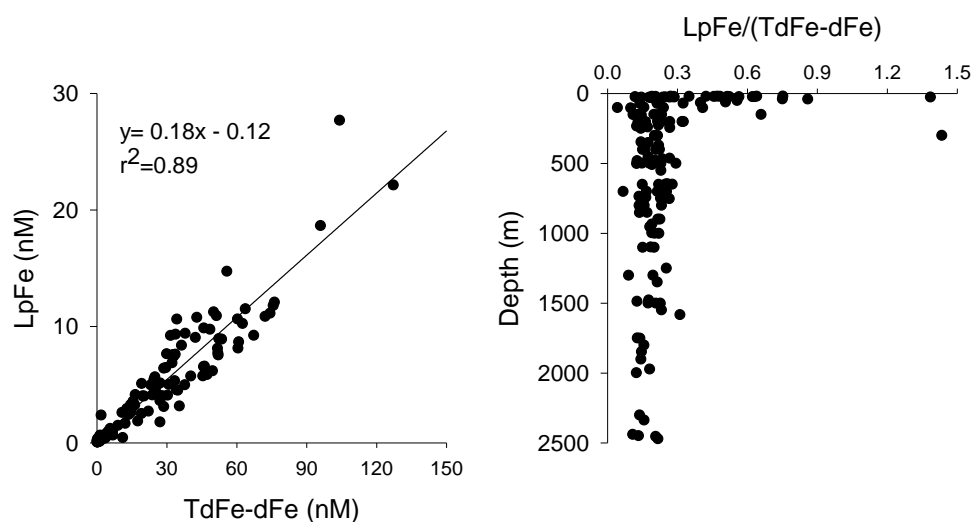 30
20
10
0
LpFe (nM)
y= 0.18x - 0.12
r2=0.89
0 30 60 90 120 150
TdFe-dFe (nM)
LpFe/(TdFe-dFe)
0.0 0.3 0.6 0.9 1.2 1.5
0
500
1000
1500
2000
2500
Depth (m)